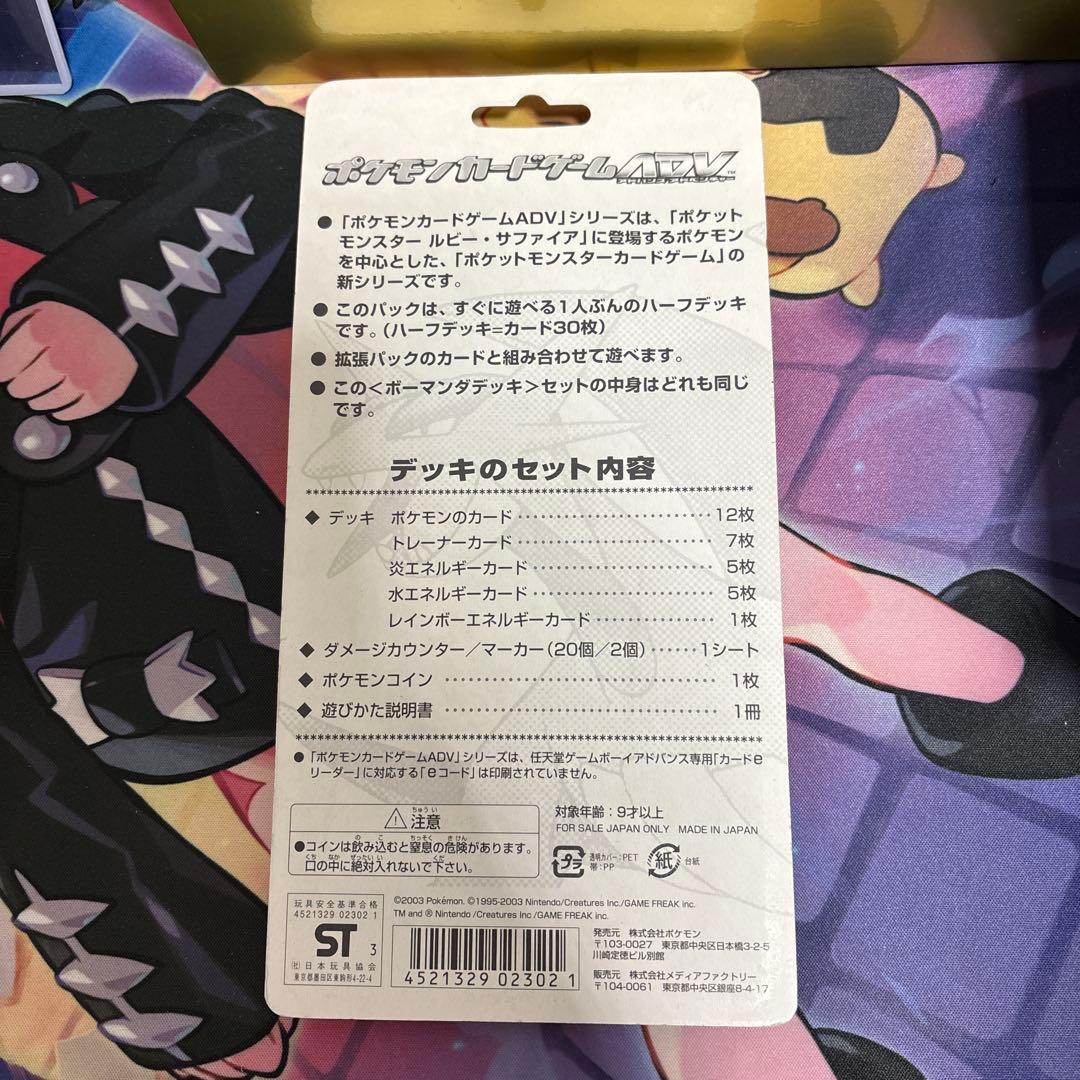 ポケモンカードゲームADV™
● 「ポケモンカードゲームADV」シリーズは、「ポケット
モンスター ルビー・サファイア」に登場するポケモン
を中心とした、「ポケットモンスターカードゲーム」の
新シリーズです。
● このパックは、すぐに遊べる1人ぶんのハーフデッキ
です。(ハーフデッキ=カード30枚)
● 拡張パックのカードと組み合わせて遊べます。
● この<ボーマンダデッキ>セットの中身はどれも同じ
です。
デッキのセット内容
◆ デッキ ポケモンのカード ・・・・・・・・・・・・・・・・・・・・・・・・ 12枚
トレーナーカード ・・・・・・・・・・・・・・・・・・・・・・・・ 7枚
炎エネルギーカード ・・・・・・・・・・・・・・・・・・・・・・ 5枚
水エネルギーカード ・・・・・・・・・・・・・・・・・・・・・・ 5枚
レインボーエネルギーカード ・・・・・・・・・・・・・・ 1枚
◆ ダメージカウンター/マーカー(20個/2個) ・・・・・・ 1シート
◆ ポケモンコイン ・・・・・・・・・・・・・・・・・・・・・・・・・・・・・・ 1枚
◆ 遊びかた説明書 ・・・・・・・・・・・・・・・・・・・・・・・・・・・・・・ 1冊
● 「ポケモンカードゲームADV」シリーズは、任天堂ゲームボーイアドバンス専用「カードe
リーダー」に対応する「eコード」は印刷されていません。
⚠ 注意
●コインは飲み込むと窒息の危険があります。
口の中に絶対入れないで下さい。
対象年齢:9才以上
FOR SALE JAPAN ONLY MADE IN JAPAN
プラ 透明カバー:PET
帯:PP
紙 台紙
玩具安全基準合格
4521329 02302 1
ST 3
(社)日本玩具協会
東京都墨田区東駒形4-22-4
©2003 Pokémon. ©1995-2003 Nintendo/Creatures Inc./GAME FREAK inc.
TM and ® Nintendo/Creatures Inc./GAME FREAK inc.
4 521329 02302 1
発売元 株式会社ポケモン
〒103-0027 東京都中央区日本橋3-2-5
川崎定徳ビル別館
販売元 株式会社メディアファクトリー
〒104-0061 東京都中央区銀座8-4-17